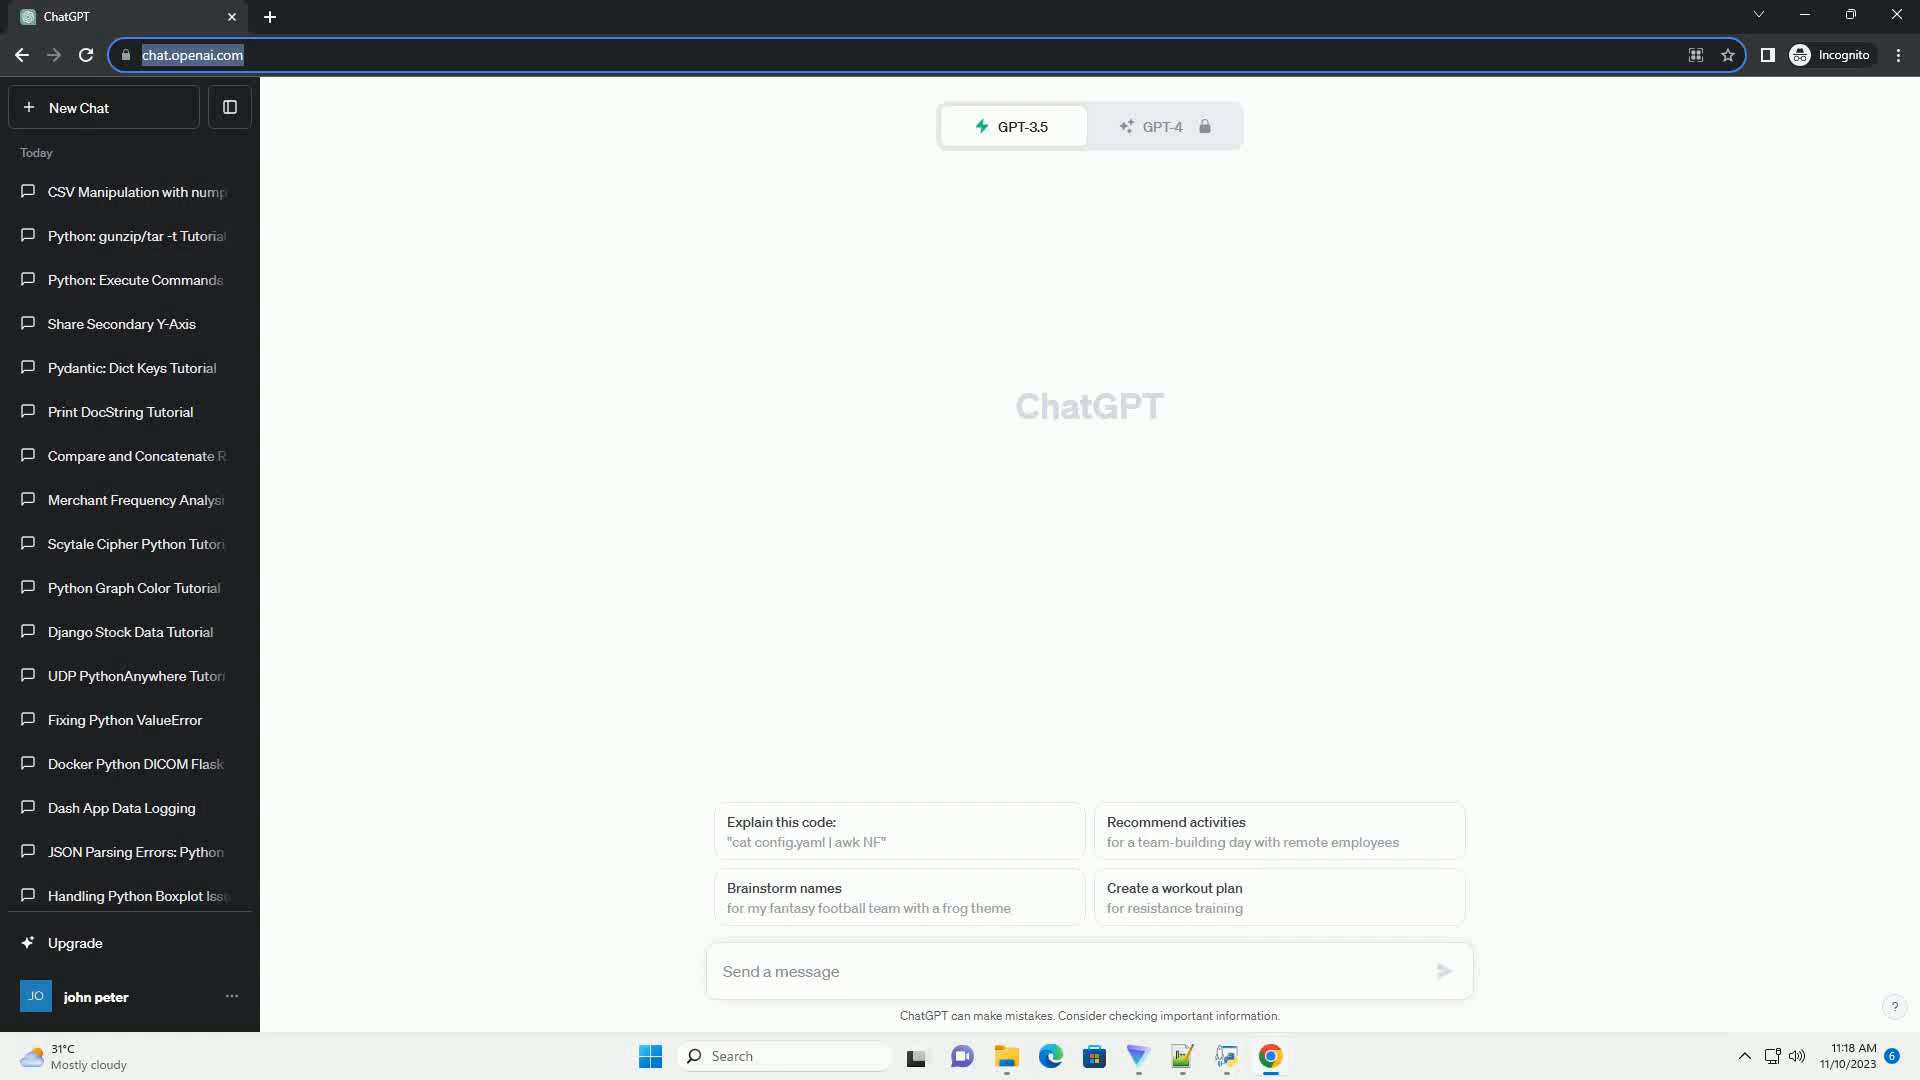 ChatGPT
chat.openai.com
Incognito
New Chat
Today
CSV Manipulation with nump
Python: gunzip/tar -t Tutorial
Python: Execute Commands
Share Secondary Y-Axis
Pydantic: Dict Keys Tutorial
Print DocString Tutorial
Compare and Concatenate R
Merchant Frequency Analysi
Scytale Cipher Python Tutori
Python Graph Color Tutorial
Django Stock Data Tutorial
UDP PythonAnywhere Tutori
Fixing Python ValueError
Docker Python DICOM Flask
Dash App Data Logging
JSON Parsing Errors: Python
Handling Python Boxplot Issu
Upgrade
JO john peter
GPT-3.5
GPT-4
ChatGPT
Explain this code:
"cat config.yaml | awk NF"
Recommend activities
for a team-building day with remote employees
Brainstorm names
for my fantasy football team with a frog theme
Create a workout plan
for resistance training
Send a message
ChatGPT can make mistakes. Consider checking important information.
?
31°C
Mostly cloudy
Search
11:18 AM
11/10/2023
6